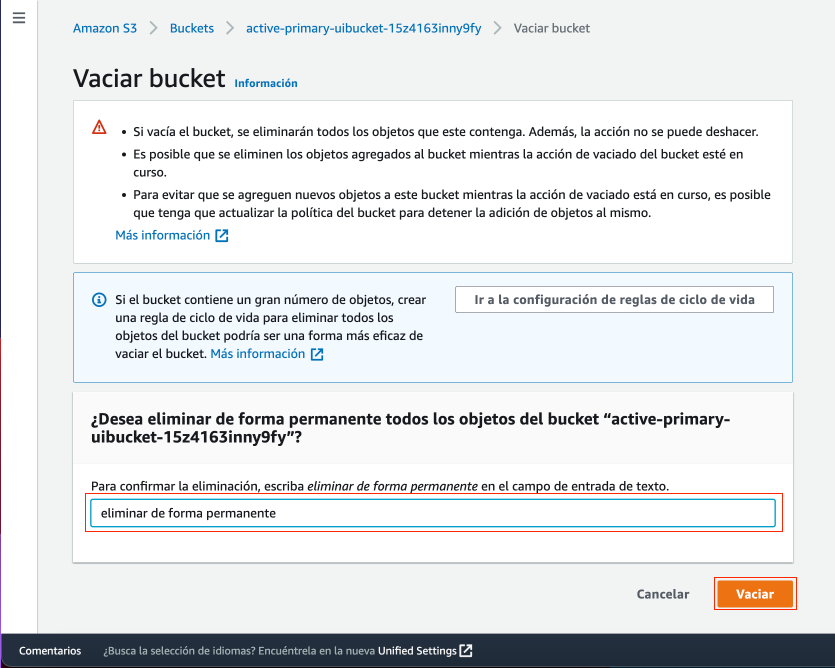 Amazon S3 > Buckets > active-primary-uibucket-15z4163inny9fy > Vaciar bucket
Vaciar bucket Información
• Si vacía el bucket, se eliminarán todos los objetos que este contenga. Además, la acción no se puede deshacer.
• Es posible que se eliminen los objetos agregados al bucket mientras la acción de vaciado del bucket esté en
curso.
• Para evitar que se agreguen nuevos objetos a este bucket mientras la acción de vaciado está en curso, es posible
que tenga que actualizar la política del bucket para detener la adición de objetos al mismo.
Más información
Si el bucket contiene un gran número de objetos, crear
una regla de ciclo de vida para eliminar todos los
objetos del bucket podría ser una forma más eficaz de
vaciar el bucket. Más información
Ir a la configuración de reglas de ciclo de vida
¿Desea eliminar de forma permanente todos los objetos del bucket “active-primary-
uibucket-15z4163inny9fy”?
Para confirmar la eliminación, escriba eliminar de forma permanente en el campo de entrada de texto.
eliminar de forma permanente
Cancelar Vaciar
Comentarios ¿Busca la selección de idiomas? Encuéntrela en la nueva Unified Settings